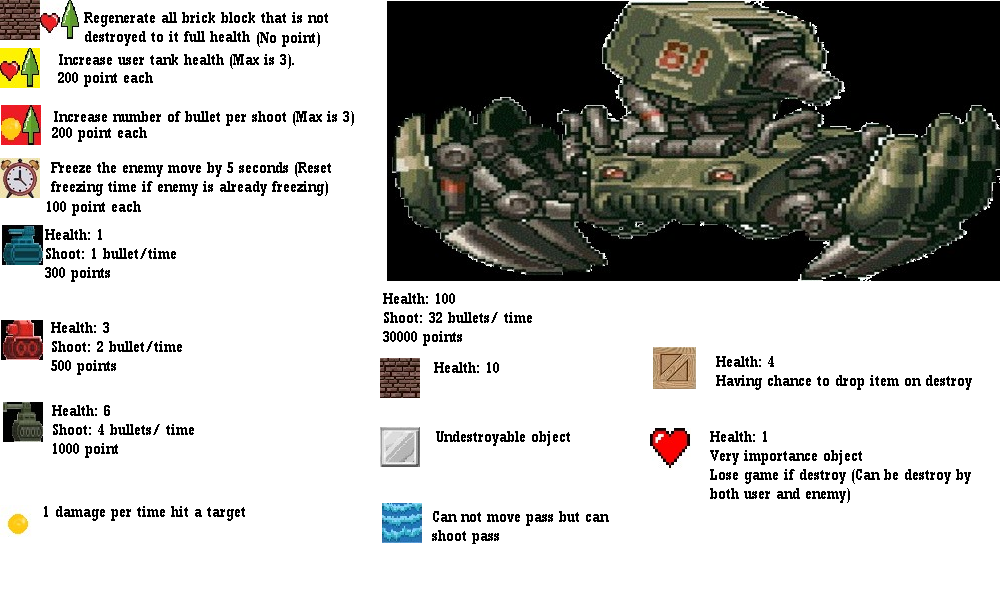 Regenerate all brick block that is not
destroyed to it full health (No point)
Increase user tank health (Max is 3).
200 point each
Increase number of bullet per shoot (Max is 3)
200 point each
Freeze the enemy move by 5 seconds (Reset
freezing time if enemy is already freezing)
100 point each
Health: 1
Shoot: 1 bullet/time
300 points
Health: 3
Shoot: 2 bullet/time
500 points
Health: 6
Shoot: 4 bullets/ time
1000 point
1 damage per time hit a target
61
Health: 100
Shoot: 32 bullets/ time
30000 points
Health: 10
Undestroyable object
Can not move pass but can
shoot pass
Health: 4
Having chance to drop item on destroy
Health: 1
Very importance object
Lose game if destroy (Can be destroy by
both user and enemy)